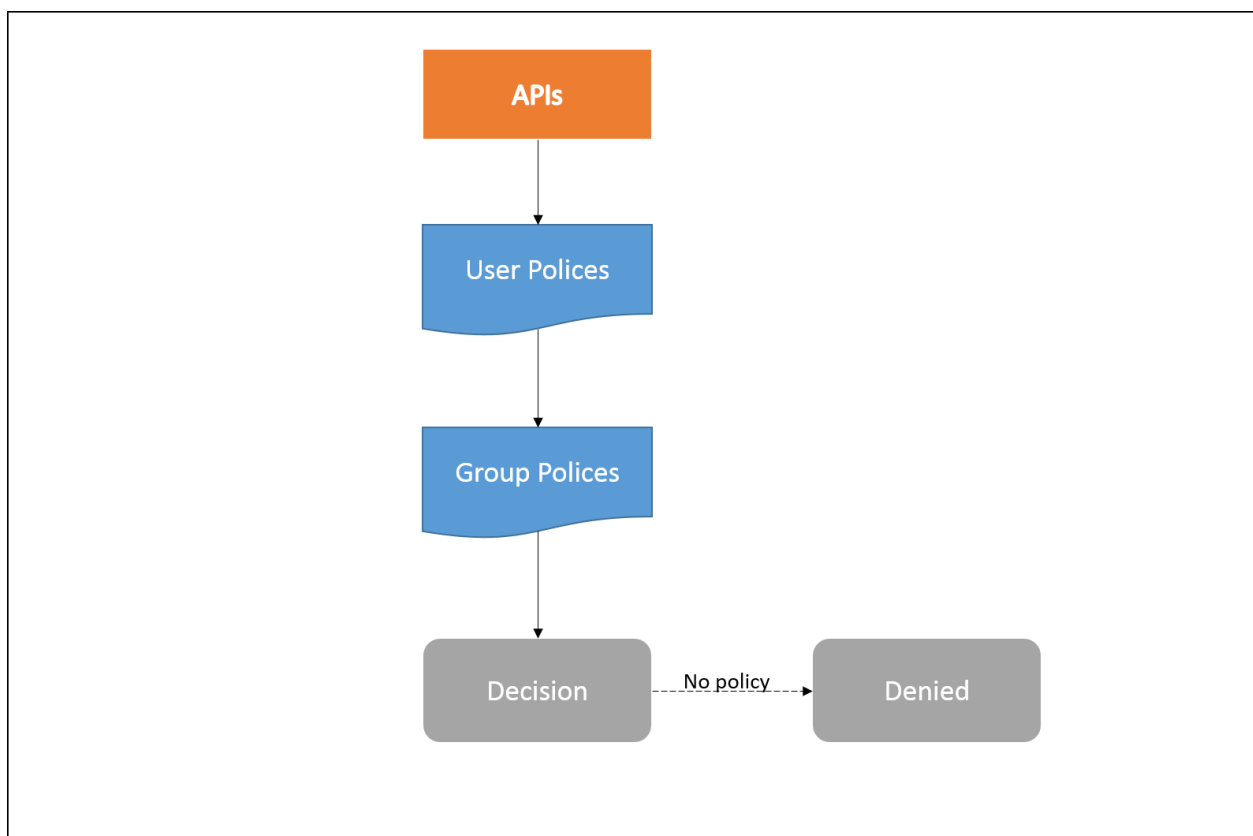 APIs
User Polices
Group Polices
Decision
No policy
Denied